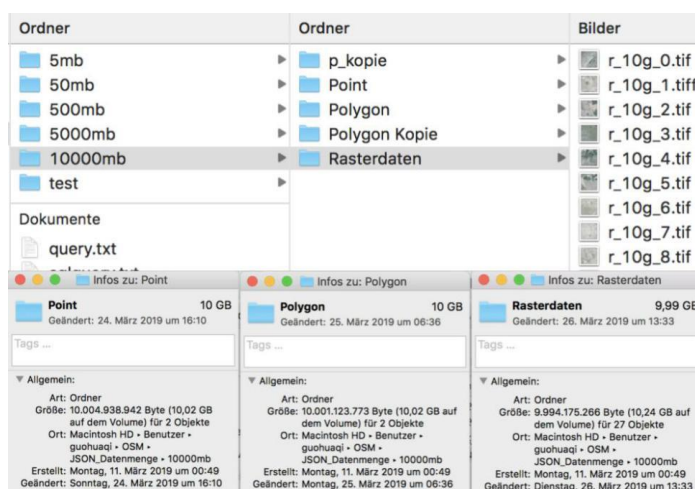 Ordner
5mb
50mb
500mb
5000mb
10000mb
test
Dokumente
query.txt
Ordner
p_kopie
Point
Polygon
Polygon Kopie
Rasterdaten
Bilder
r_10g_0.tif
r_10g_1.tiff
r_10g_2.tif
r_10g_3.tif
r_10g_4.tif
r_10g_5.tif
r_10g_6.tif
r_10g_7.tif
r_10g_8.tif
Infos zu: Point
Point 10 GB
Geändert: 24. März 2019 um 16:10
Tags ...
Allgemein:
Art: Ordner
Größe: 10.004.938.942 Byte (10,02 GB
auf dem Volume) für 2 Objekte
Ort: Macintosh HD ▸ Benutzer ▸
guohuaqi ▸ OSM ▸
JSON_Datenmenge ▸ 10000mb
Erstellt: Montag, 11. März 2019 um 00:49
Geändert: Sonntag, 24. März 2019 um 16:10
Infos zu: Polygon
Polygon 10 GB
Geändert: 25. März 2019 um 06:36
Tags ...
Allgemein:
Art: Ordner
Größe: 10.001.123.773 Byte (10,02 GB auf
dem Volume) für 2 Objekte
Ort: Macintosh HD ▸ Benutzer ▸
guohuaqi ▸ OSM ▸
JSON_Datenmenge ▸ 10000mb
Erstellt: Montag, 11. März 2019 um 00:49
Geändert: Montag, 25. März 2019 um 06:36
Infos zu: Rasterdaten
Rasterdaten 9,99 GB
Geändert: 26. März 2019 um 13:33
Tags ...
Allgemein:
Art: Ordner
Größe: 9.994.175.266 Byte (10,24 GB auf
dem Volume) für 27 Objekte
Ort: Macintosh HD ▸ Benutzer ▸
guohuaqi ▸ OSM ▸
JSON_Datenmenge ▸ 10000mb
Erstellt: Montag, 11. März 2019 um 00:49
Geändert: Dienstag, 26. März 2019 um 13:33